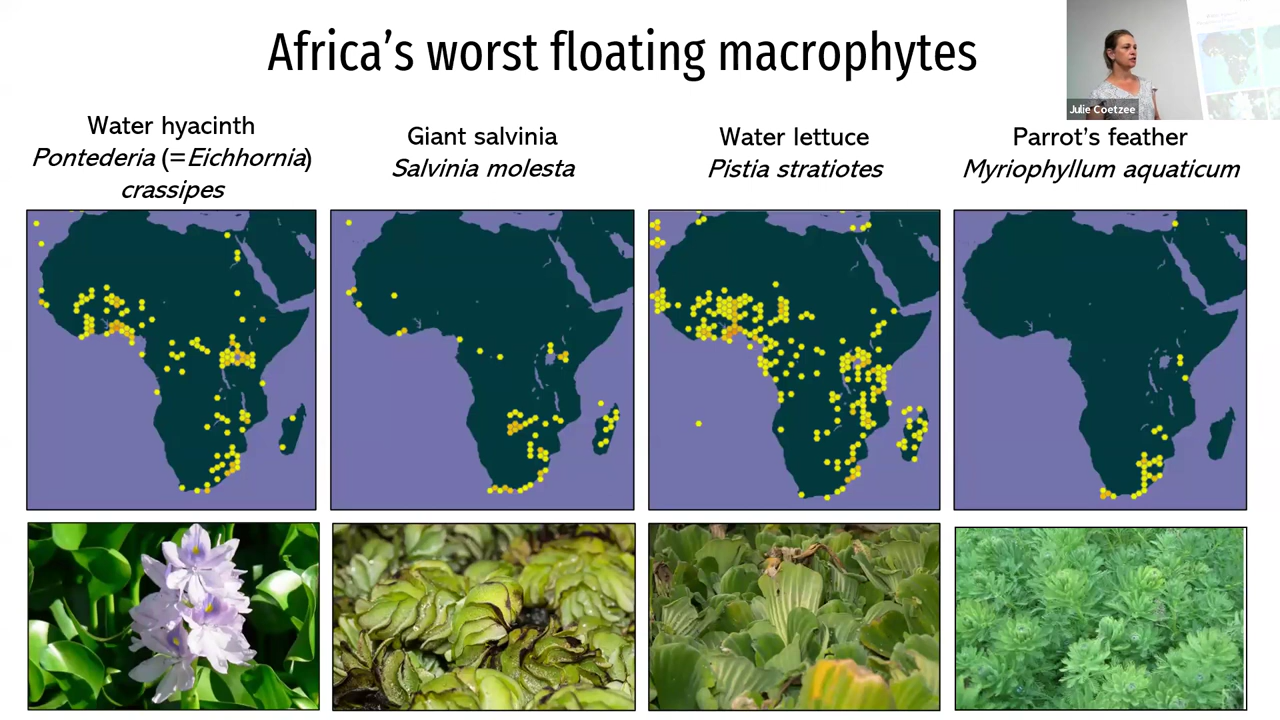 Africa’s worst floating macrophytes
Julie Coetzee
Water hyacinth
Pontederia (=Eichhornia)
crassipes
Giant salvinia
Salvinia molesta
Water lettuce
Pistia stratiotes
Parrot’s feather
Myriophyllum aquaticum